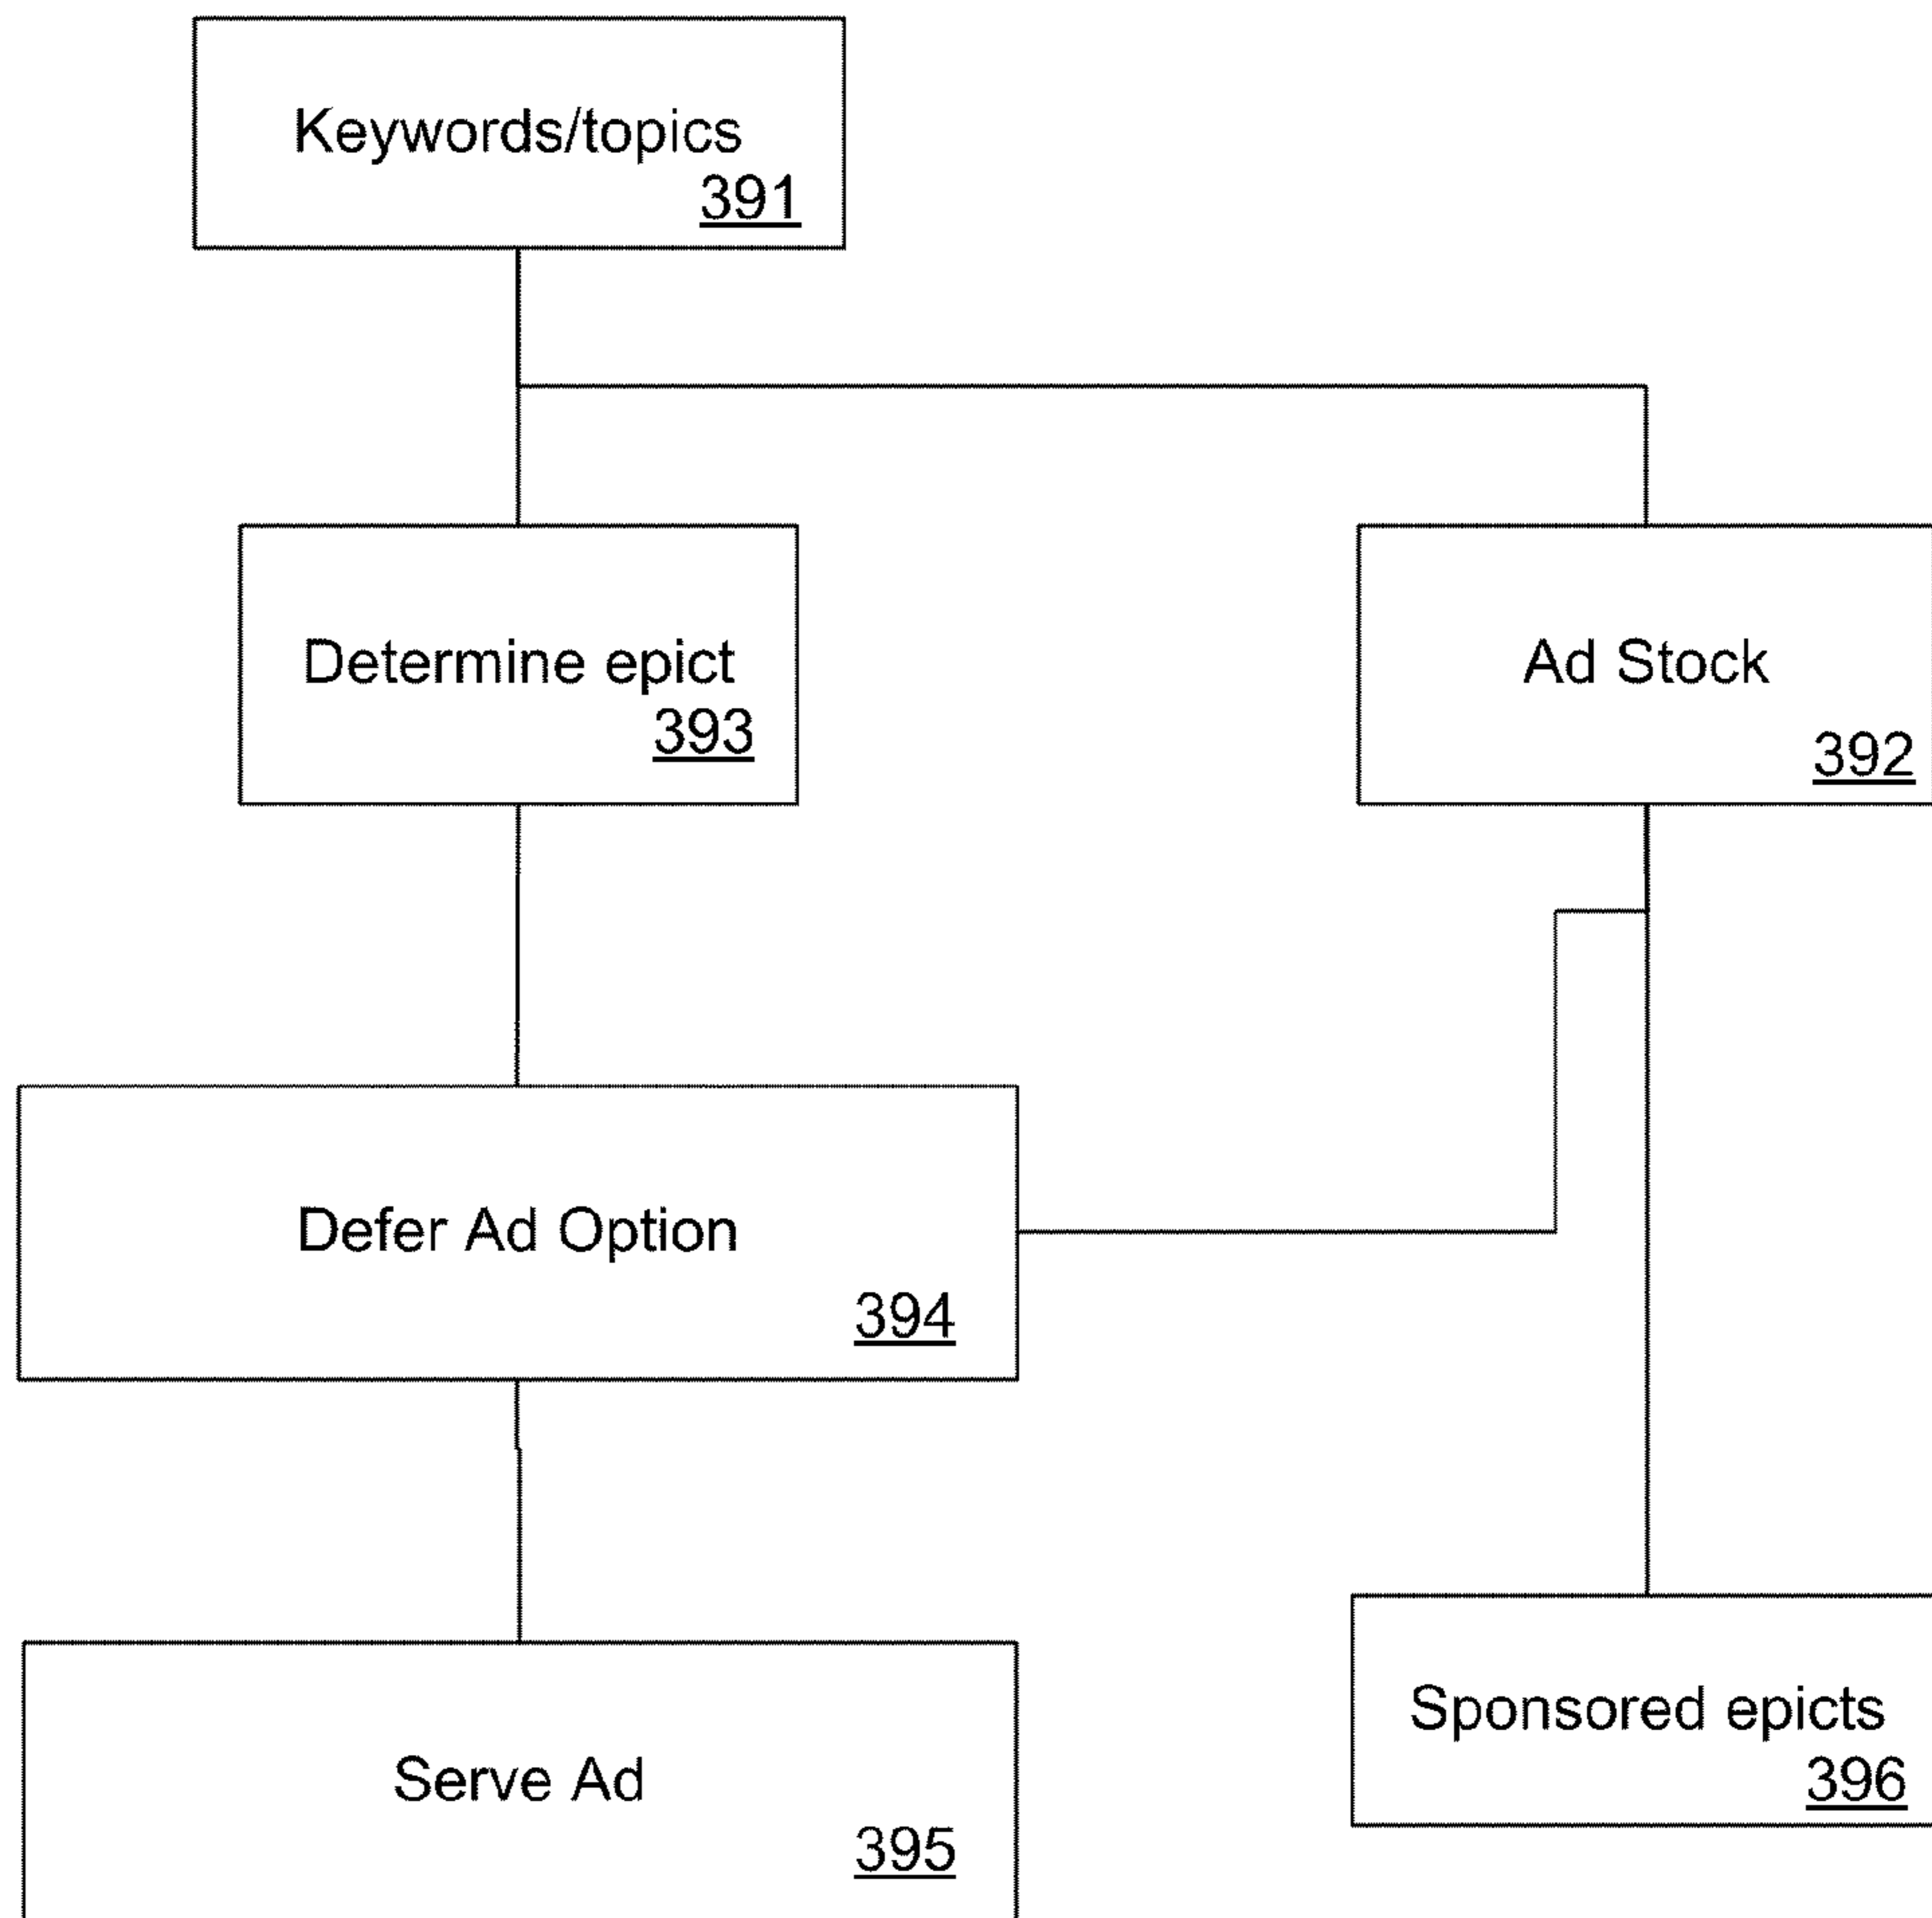 Keywords/topics
391
Determine epict
393
Ad Stock
392
Defer Ad Option
394
Serve Ad
395
Sponsored epicts
396